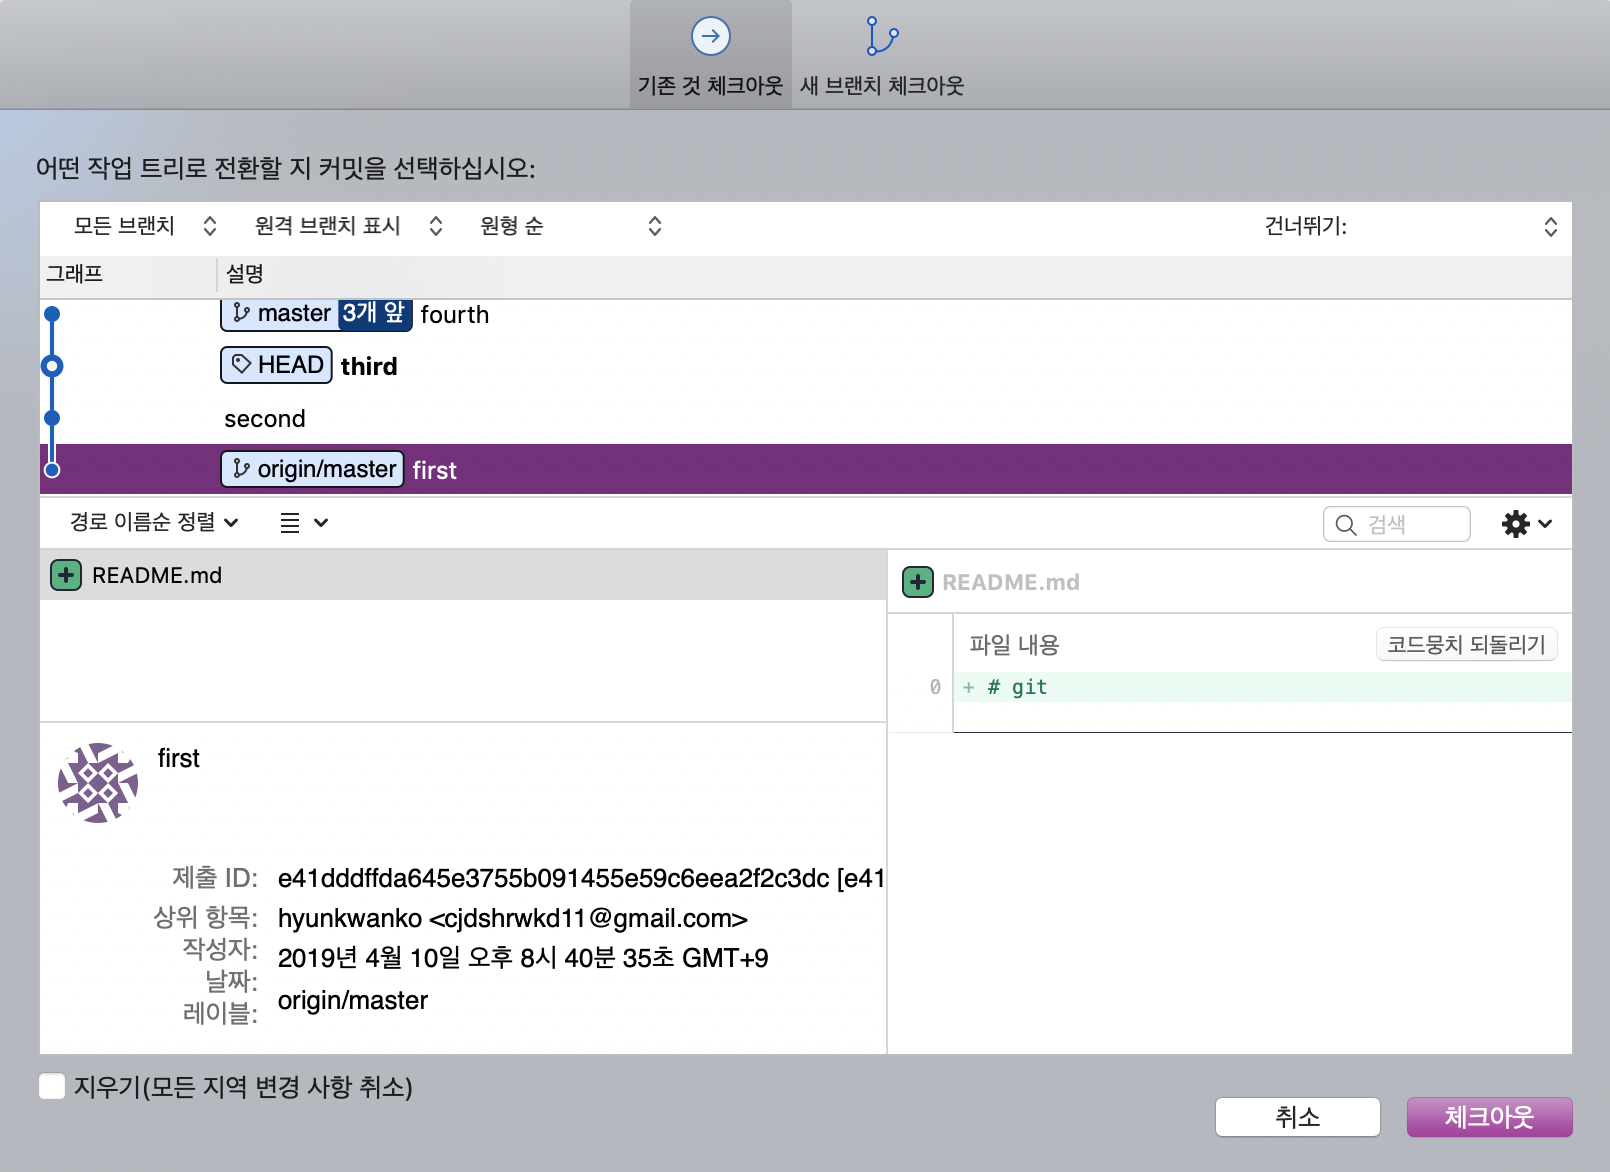 기존 것 체크아웃
새 브랜치 체크아웃
어떤 작업 트리로 전환할 지 커밋을 선택하십시오:
모든 브랜치 원격 브랜치 표시 원형 순 건너뛰기:
그래프 설명
master 3개 앞 fourth
HEAD third
second
origin/master first
경로 이름순 정렬 검색
README.md
README.md
파일 내용 코드뭉치 되돌리기
0 + # git
first
제출 ID: e41dddffda645e3755b091455e59c6eea2f2c3dc [e41
상위 항목: hyunkwanko <cjdshrwkd11@gmail.com>
작성자: 2019년 4월 10일 오후 8시 40분 35초 GMT+9
날짜:
레이블: origin/master
지우기(모든 지역 변경 사항 취소)
취소 체크아웃